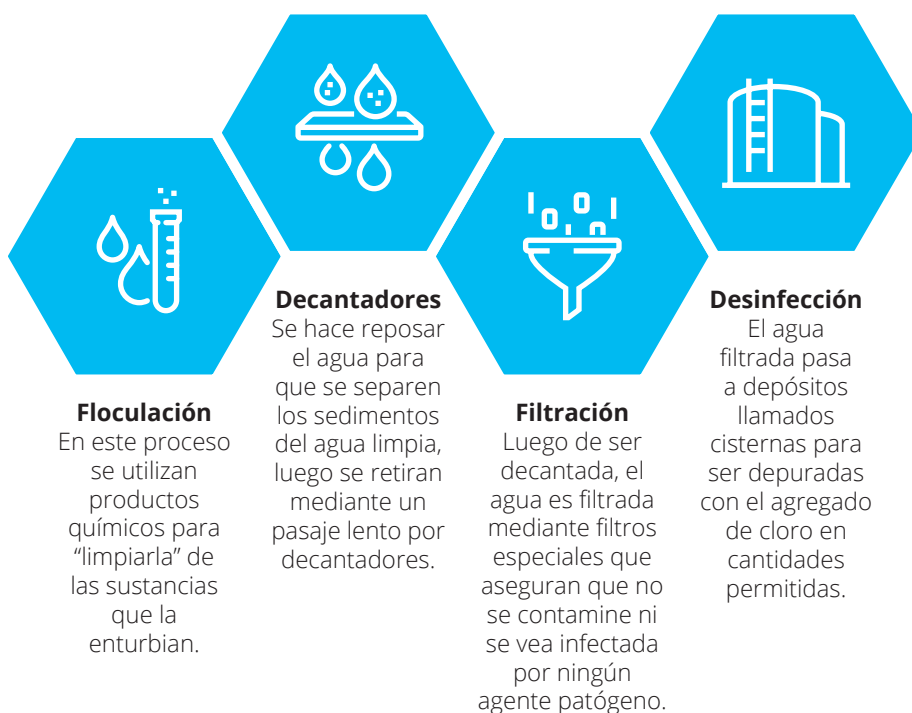 Floculación
En este proceso
se utilizan
productos
químicos para
“limpiarla” de
las sustancias
que la
enturbian.
Decantadores
Se hace reposar
el agua para
que se separen
los sedimentos
del agua limpia,
luego se retiran
mediante un
pasaje lento por
decantadores.
Filtración
Luego de ser
decantada, el
agua es filtrada
mediante filtros
especiales que
aseguran que no
se contamine ni
se vea infectada
por ningún
agente patógeno.
Desinfección
El agua
filtrada pasa
a depósitos
llamados
cisternas para
ser depuradas
con el agregado
de cloro en
cantidades
permitidas.